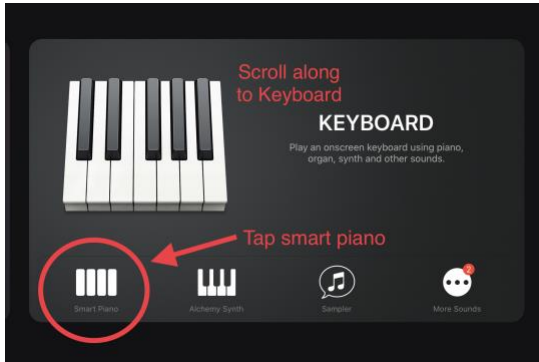 Scroll along
to Keyboard
KEYBOARD
Play an onscreen keyboard using piano,
organ, synth and other sounds.
Tap smart piano
2
Smart Piano
Alchemy Synth
Sampler
More Sounds